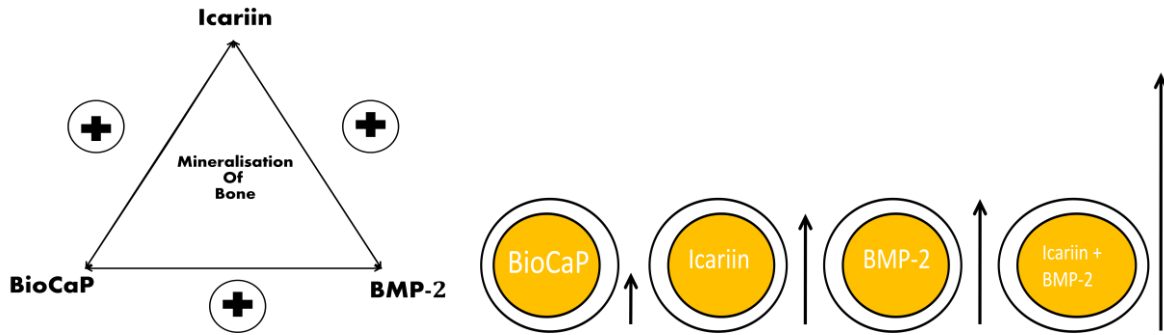 Icariin
Mineralisation
Of
Bone
BioCaP
BMP-2
BioCaP
Icariin
BMP-2
Icariin +
BMP-2